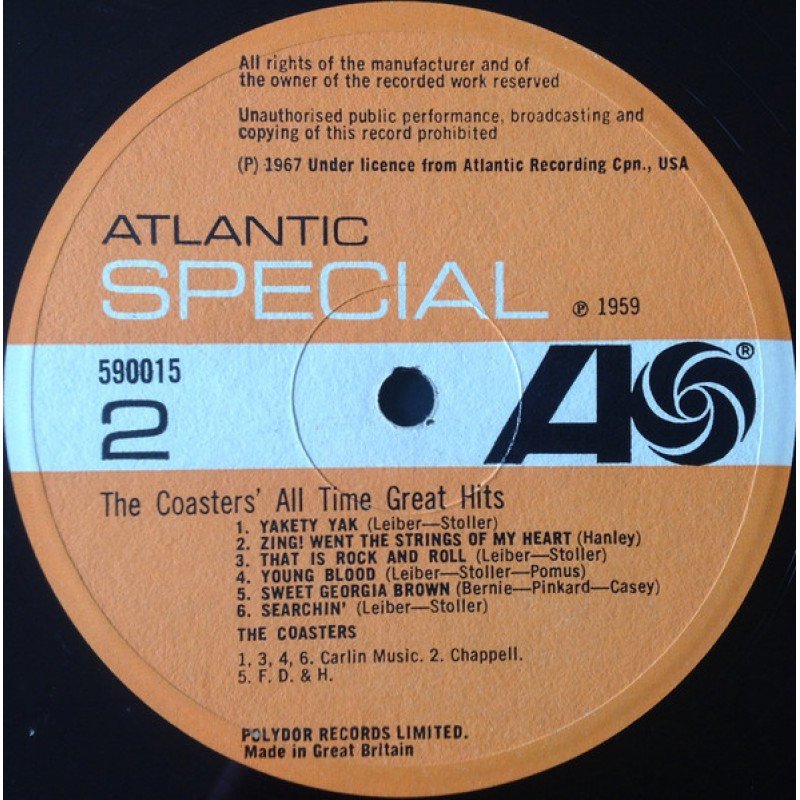 All rights of the manufacturer and of
the owner of the recorded work reserved
Unauthorised public performance, broadcasting and
copying of this record prohibited
(P) 1967 Under licence from Atlantic Recording Cpn., USA
ATLANTIC
SPECIAL
℗ 1959
590015
2
A
®
The Coasters' All Time Great Hits
1. YAKETY YAK (Leiber—Stoller)
2. ZING! WENT THE STRINGS OF MY HEART (Hanley)
3. THAT IS ROCK AND ROLL (Leiber—Stoller)
4. YOUNG BLOOD (Leiber—Stoller—Pomus)
5. SWEET GEORGIA BROWN (Bernie—Pinkard—Casey)
6. SEARCHIN' (Leiber—Stoller)
THE COASTERS
1, 3, 4, 6. Carlin Music. 2. Chappell.
5. F. D. & H.
POLYDOR RECORDS LIMITED.
Made in Great Britain